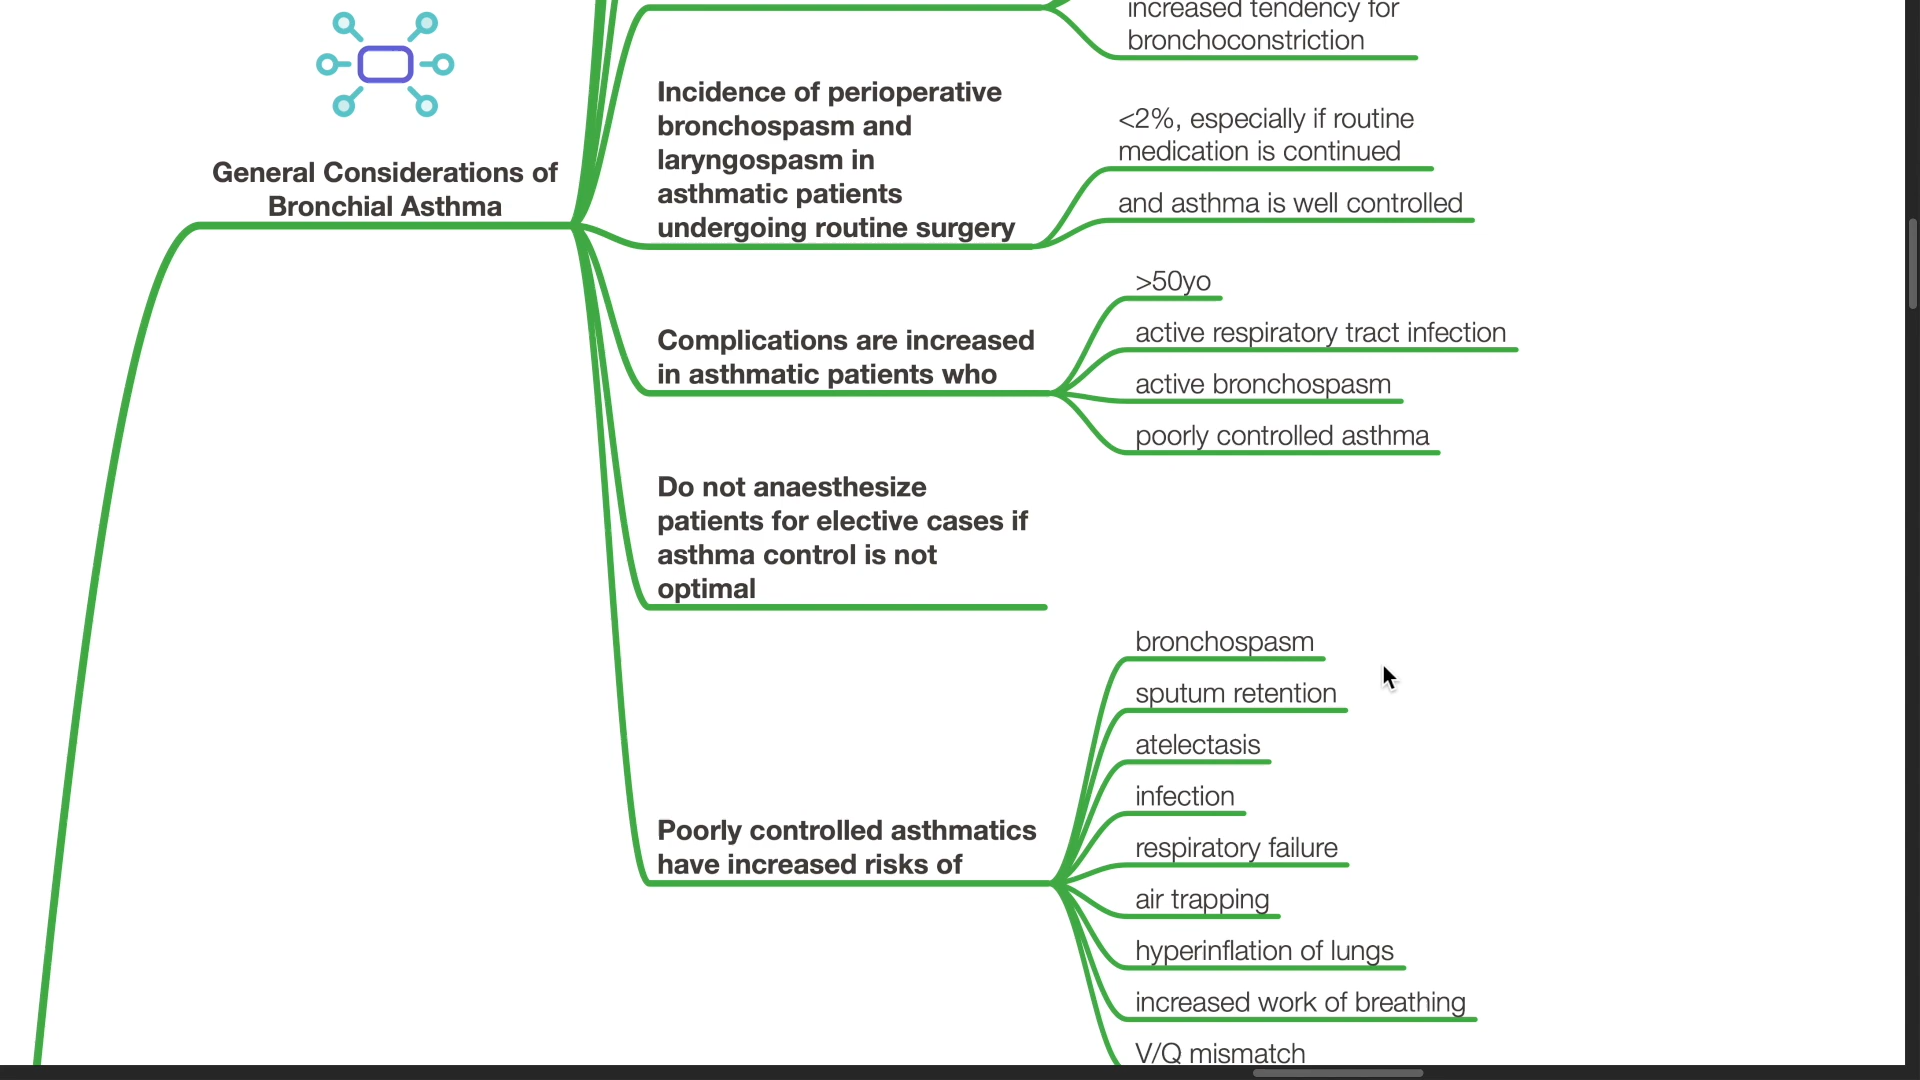 increased tendency for
bronchoconstriction
General Considerations of
Bronchial Asthma
Incidence of perioperative
bronchospasm and
laryngospasm in
asthmatic patients
undergoing routine surgery
<2%, especially if routine
medication is continued
and asthma is well controlled
Complications are increased
in asthmatic patients who
>50yo
active respiratory tract infection
active bronchospasm
poorly controlled asthma
Do not anaesthesize
patients for elective cases if
asthma control is not
optimal
Poorly controlled asthmatics
have increased risks of
bronchospasm
sputum retention
atelectasis
infection
respiratory failure
air trapping
hyperinflation of lungs
increased work of breathing
V/Q mismatch